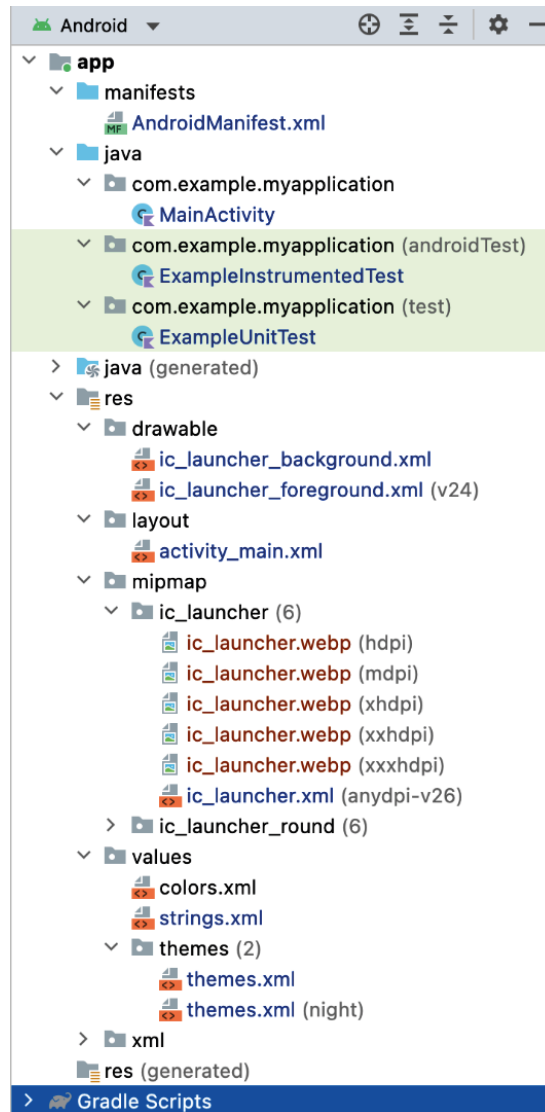 Android
app
manifests
MF AndroidManifest.xml
java
com.example.myapplication
MainActivity
com.example.myapplication (androidTest)
ExampleInstrumentedTest
com.example.myapplication (test)
ExampleUnitTest
java (generated)
res
drawable
ic_launcher_background.xml
ic_launcher_foreground.xml (v24)
layout
activity_main.xml
mipmap
ic_launcher (6)
ic_launcher.webp (hdpi)
ic_launcher.webp (mdpi)
ic_launcher.webp (xhdpi)
ic_launcher.webp (xxhdpi)
ic_launcher.webp (xxxhdpi)
ic_launcher.xml (anydpi-v26)
ic_launcher_round (6)
values
colors.xml
strings.xml
themes (2)
themes.xml
themes.xml (night)
xml
res (generated)
Gradle Scripts